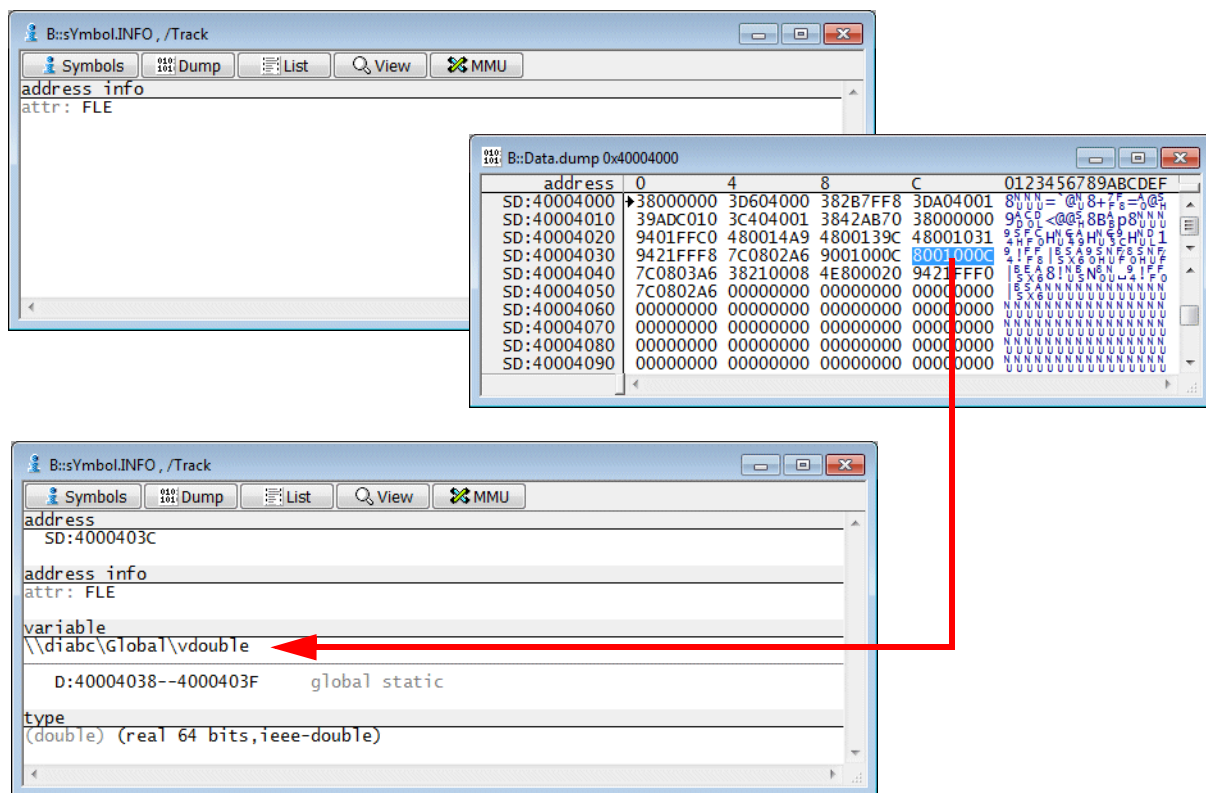 B::sYmbol.INFO , /Track
Symbols Dump List View MMU
address info
attr: FLE
B::Data.dump 0x40004000
address 0 4 8 C 0123456789ABCDEF
SD:40004000 38000000 3D604000 382B7FF8 3DA04001
SD:40004010 39ADC010 3C404001 3842AB70 38000000
SD:40004020 9401FFC0 480014A9 4800139C 48001031
SD:40004030 9421FFF8 7C0802A6 9001000C 8001000C
SD:40004040 7C0803A6 38210008 4E800020 9421FFF0
SD:40004050 7C0802A6 00000000 00000000 00000000
SD:40004060 00000000 00000000 00000000 00000000
SD:40004070 00000000 00000000 00000000 00000000
SD:40004080 00000000 00000000 00000000 00000000
SD:40004090 00000000 00000000 00000000 00000000
B::sYmbol.INFO , /Track
Symbols Dump List View MMU
address
SD:4000403C
address info
attr: FLE
variable
\\diabc\Global\vdouble
D:40004038--4000403F global static
type
(double) (real 64 bits,ieee-double)